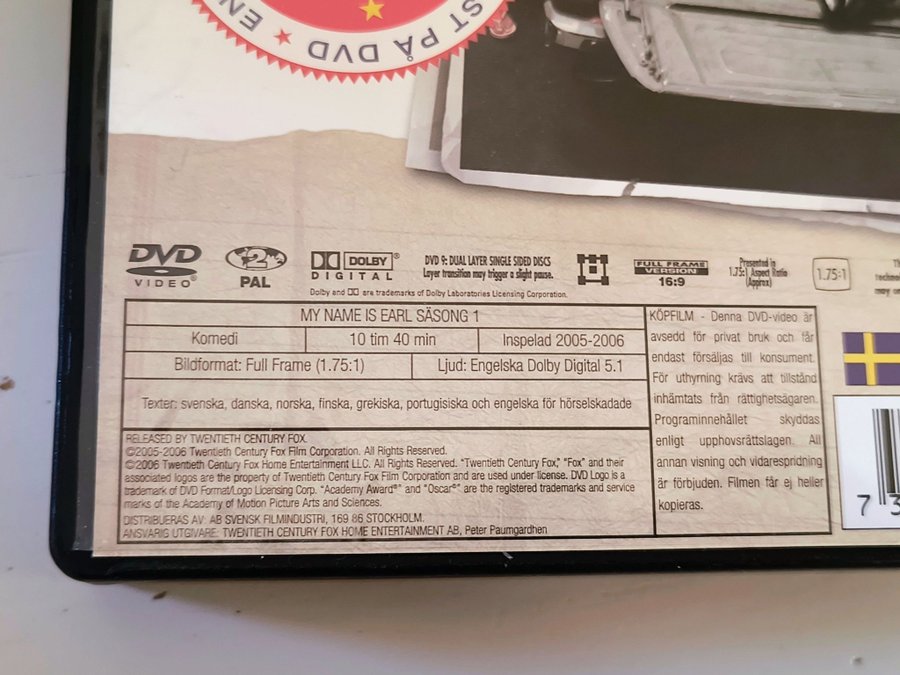 ST PÅ DVD ★ EN
DVD
VIDEO®
2
PAL
DOLBY®
DIGITAL
DVD 9: DUAL LAYER SINGLE SIDED DISCS
Layer transition may trigger a slight pause.
Dolby and DD are trademarks of Dolby Laboratories Licensing Corporation.
FULL FRAME
VERSION
16:9
Presented in
1.75:1 Aspect Ratio
(Approx)
1.75:1
may
MY NAME IS EARL SÄSONG 1
Komedi
10 tim 40 min
Inspelad 2005-2006
Bildformat: Full Frame (1.75:1)
Ljud: Engelska Dolby Digital 5.1
Texter: svenska, danska, norska, finska, grekiska, portugisiska och engelska för hörselskadade
RELEASED BY TWENTIETH CENTURY FOX.
©2005-2006 Twentieth Century Fox Film Corporation. All Rights Reserved.
©2006 Twentieth Century Fox Home Entertainment LLC. All Rights Reserved. "Twentieth Century Fox," "Fox" and their
associated logos are the property of Twentieth Century Fox Film Corporation and are used under license. DVD Logo is a
trademark of DVD Format/Logo Licensing Corp. "Academy Award®" and "Oscar®" are the registered trademarks and service
marks of the Academy of Motion Picture Arts and Sciences.
DISTRIBUERAS AV: AB SVENSK FILMINDUSTRI, 169 86 STOCKHOLM.
ANSVARIG UTGIVARE: TWENTIETH CENTURY FOX HOME ENTERTAINMENT AB, Peter Paumgardhen
KÖPFILM - Denna DVD-video är
avsedd för privat bruk och får
endast försäljas till konsument.
För uthyrning krävs att tillstånd
inhämtats från rättighetsägaren.
Programinnehållet skyddas
enligt upphovsrättslagen. All
annan visning och vidarespridning
är förbjuden. Filmen får ej heller
kopieras.
7